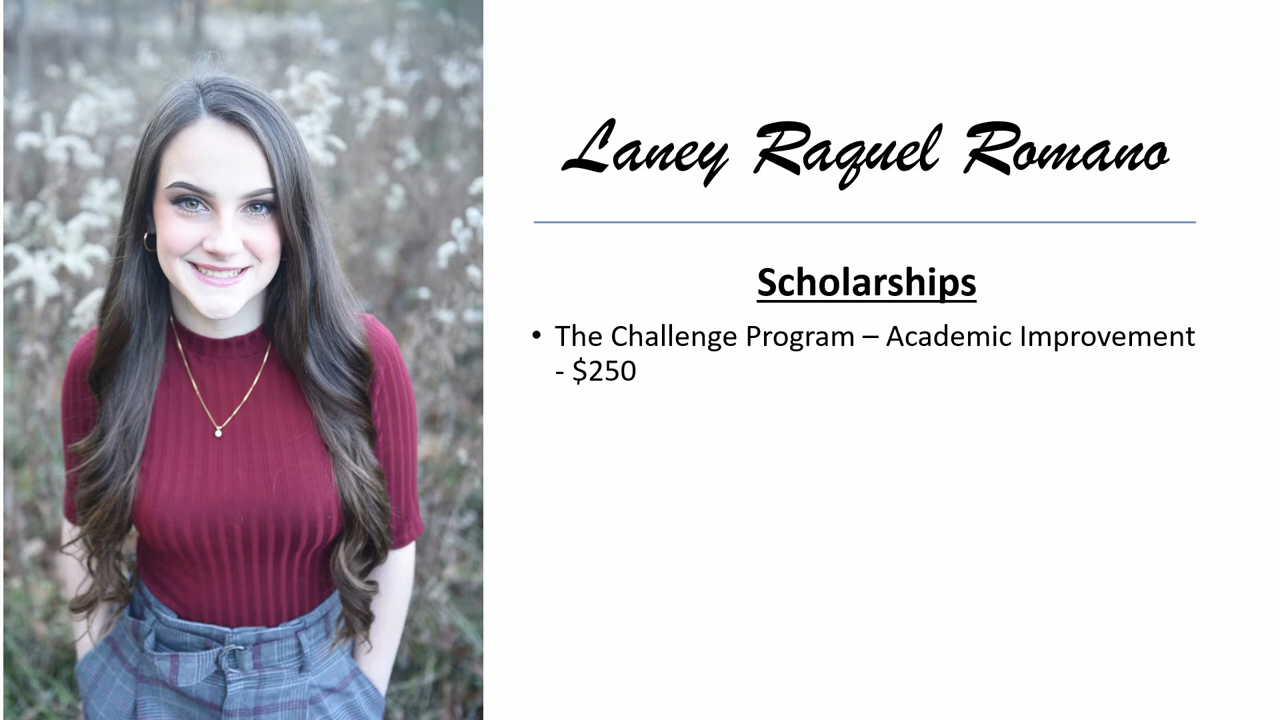 Laney Raquel Romano
Scholarships
• The Challenge Program – Academic Improvement
- $250